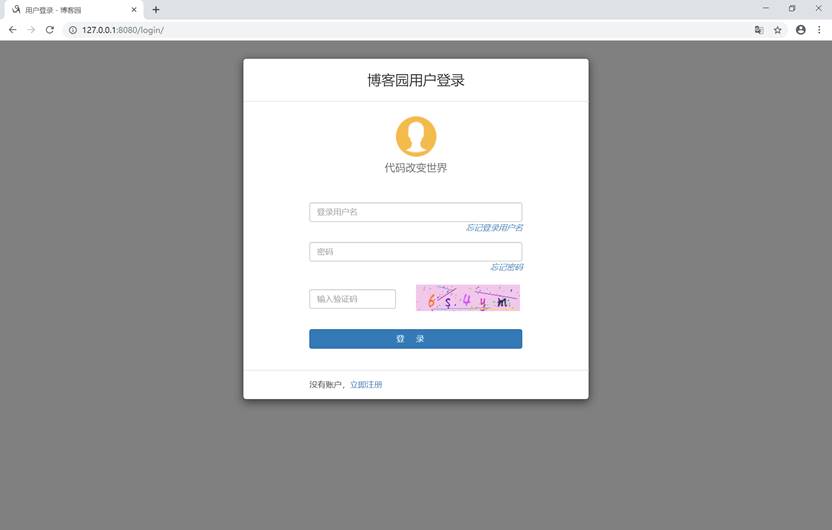 用户登录 - 博客园
127.0.0.1:8080/login/
博客园用户登录
代码改变世界
登录用户名
忘记登录用户名
密码
忘记密码
输入验证码
6 s 4 y m
登 录
没有账户，立即注册